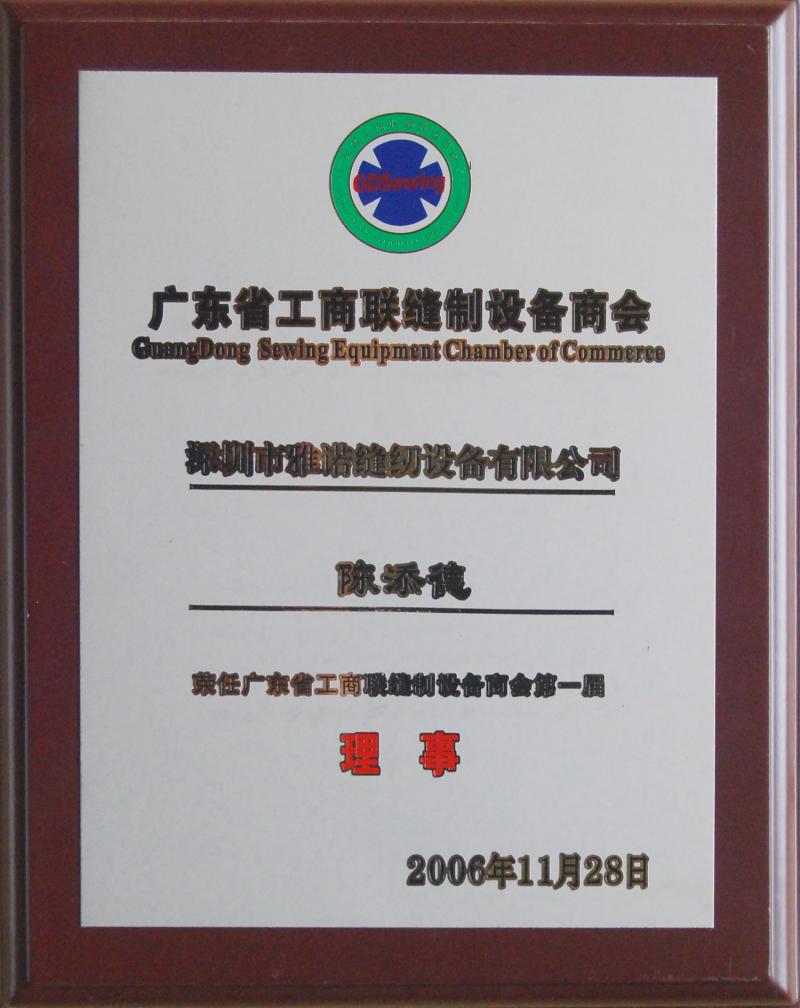 GDSewing
广东省工商联缝制设备商会
GuangDong Sewing Equipment Chamber of Commerce
深圳市雅诺缝纫设备有限公司
陈添德
荣任广东省工商联缝制设备商会第一届
理 事
2006年11月28日